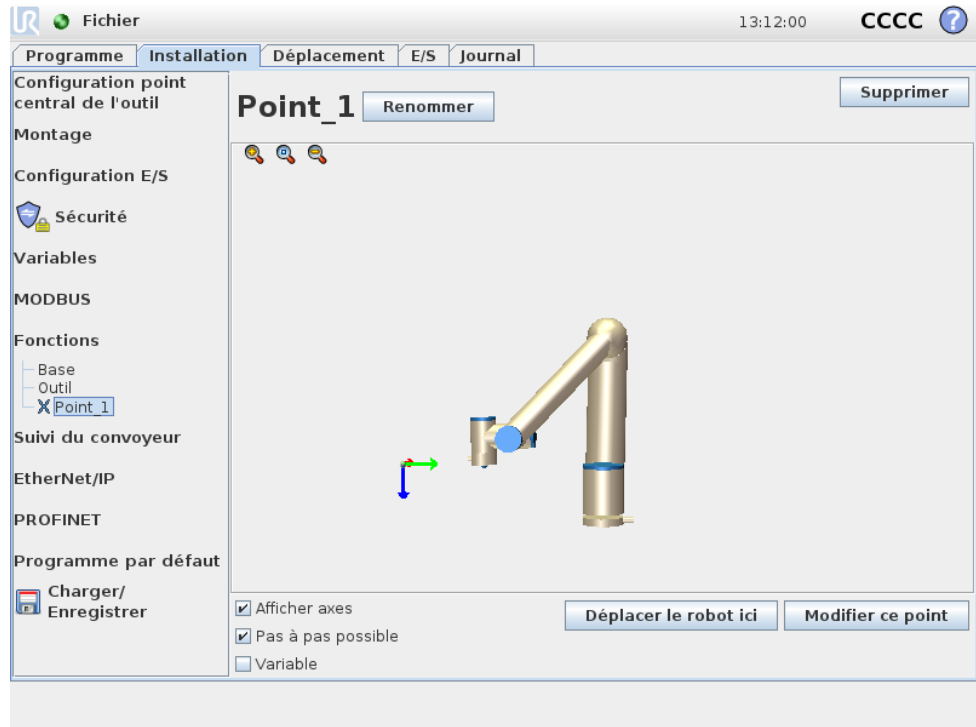 UR
Fichier
13:12:00
CCCC
?
Programme
Installation
Déplacement
E/S
Journal
Configuration point
central de l'outil
Montage
Configuration E/S
Sécurité
Variables
MODBUS
Fonctions
Base
Outil
Point_1
Suivi du convoyeur
EtherNet/IP
PROFINET
Programme par défaut
Charger/
Enregistrer
Point_1
Renommer
Supprimer
Afficher axes
Pas à pas possible
Variable
Déplacer le robot ici
Modifier ce point